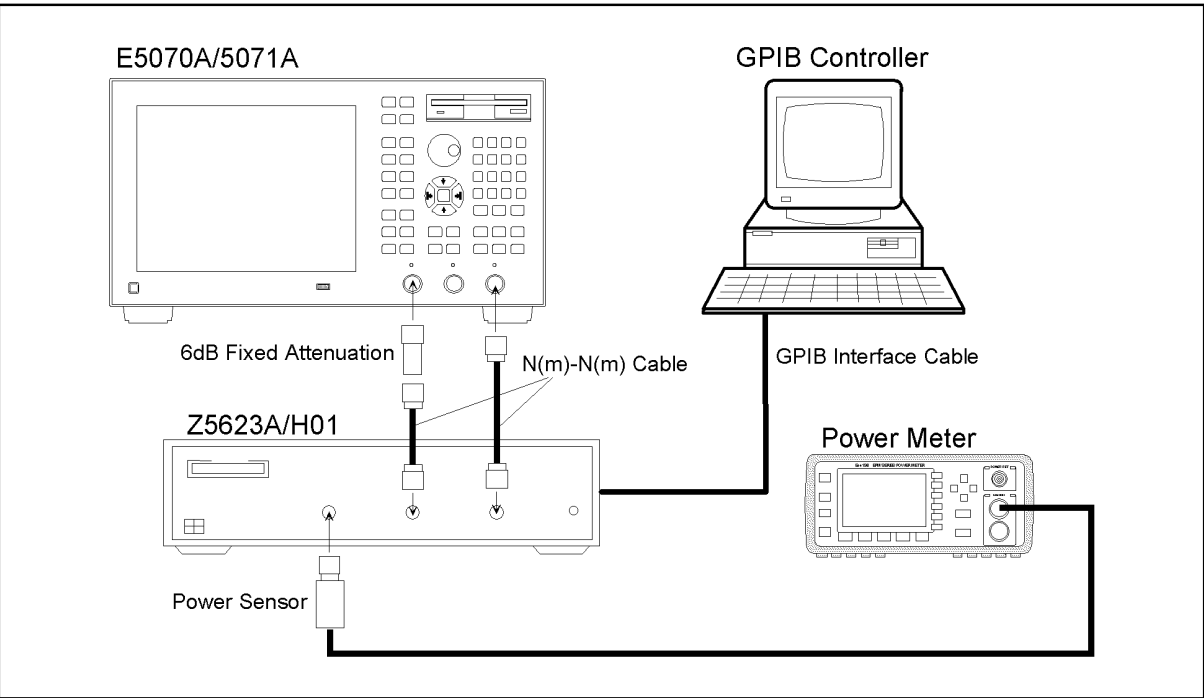 E5070A/5071A
GPIB Controller
6dB Fixed Attenuation
N(m)-N(m) Cable
GPIB Interface Cable
Z5623A/H01
Power Meter
Power Sensor